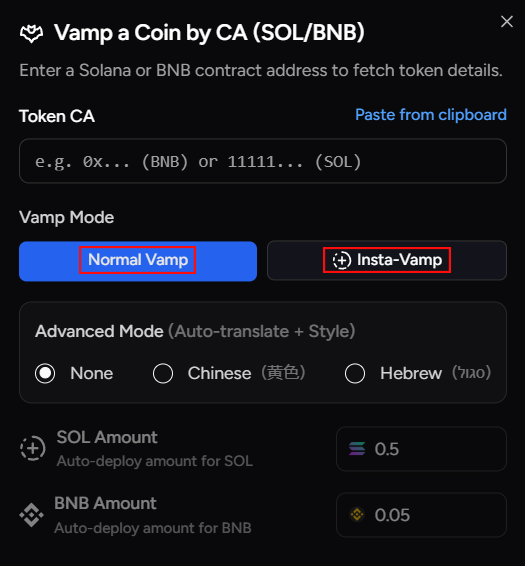 Vamp a Coin by CA (SOL/BNB)
Enter a Solana or BNB contract address to fetch token details.
Token CA
Paste from clipboard
e.g. 0x... (BNB) or 11111... (SOL)
Vamp Mode
Normal Vamp
Insta-Vamp
Advanced Mode (Auto-translate + Style)
None
Chinese (黄色)
Hebrew (סגול)
SOL Amount
Auto-deploy amount for SOL
0.5
BNB Amount
Auto-deploy amount for BNB
0.05